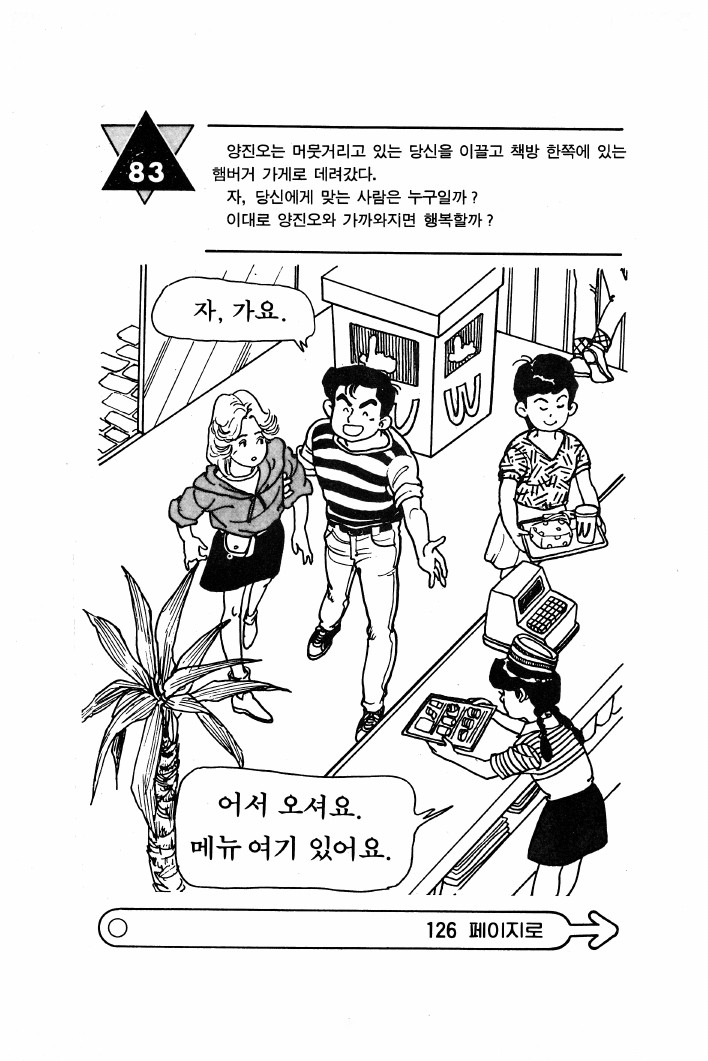 83
양진오는 머뭇거리고 있는 당신을 이끌고 책방 한쪽에 있는
햄버거 가게로 데려갔다.
자, 당신에게 맞는 사람은 누구일까?
이대로 양진오와 가까와지면 행복할까?
자, 가요.
어서 오셔요.
메뉴 여기 있어요.
126 페이지로